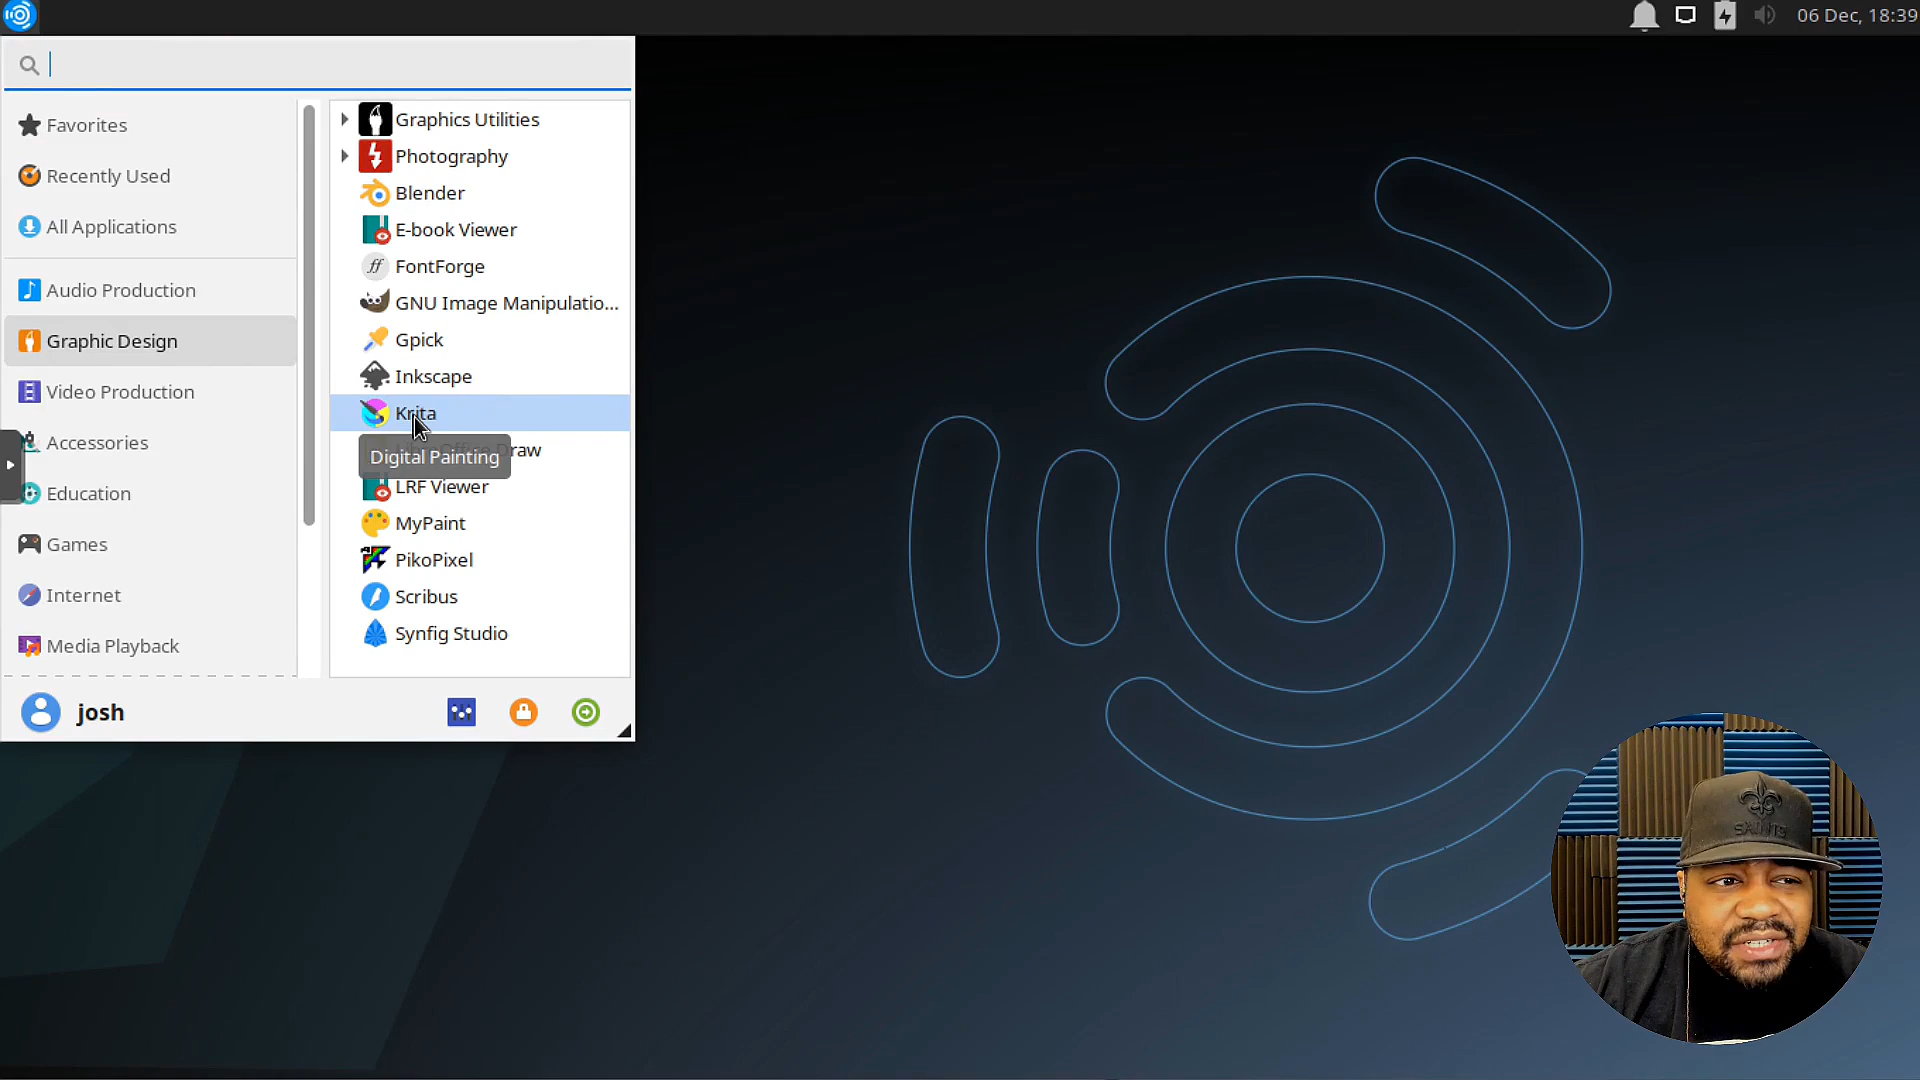 06 Dec, 18:39
Favorites
Recently Used
All Applications
Audio Production
Graphic Design
Video Production
Accessories
Education
Games
Internet
Media Playback
Graphics Utilities
Photography
Blender
E-book Viewer
FontForge
GNU Image Manipulatio...
Gpick
Inkscape
Krita
Digital Painting
LRF Viewer
MyPaint
PikoPixel
Scribus
Synfig Studio
josh
SAINTS